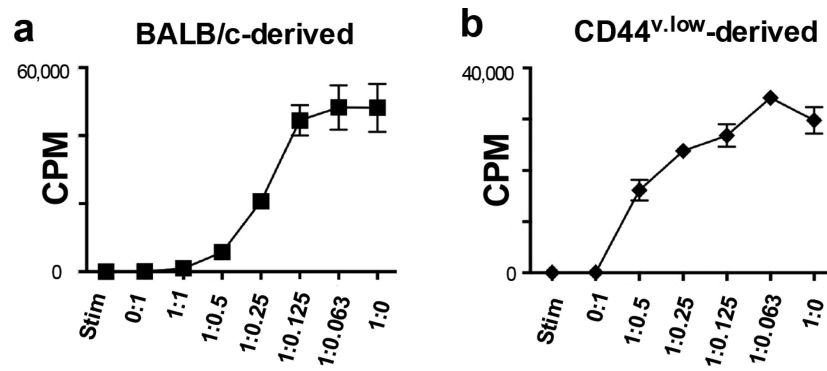 a
BALB/c-derived
60,000
CPM
0
Stim
0:1
1:1
1:0.5
1:0.25
1:0.125
1:0.063
1:0
b
CD44v.low-derived
40,000
CPM
0
Stim
0:1
1:0.5
1:0.25
1:0.125
1:0.063
1:0